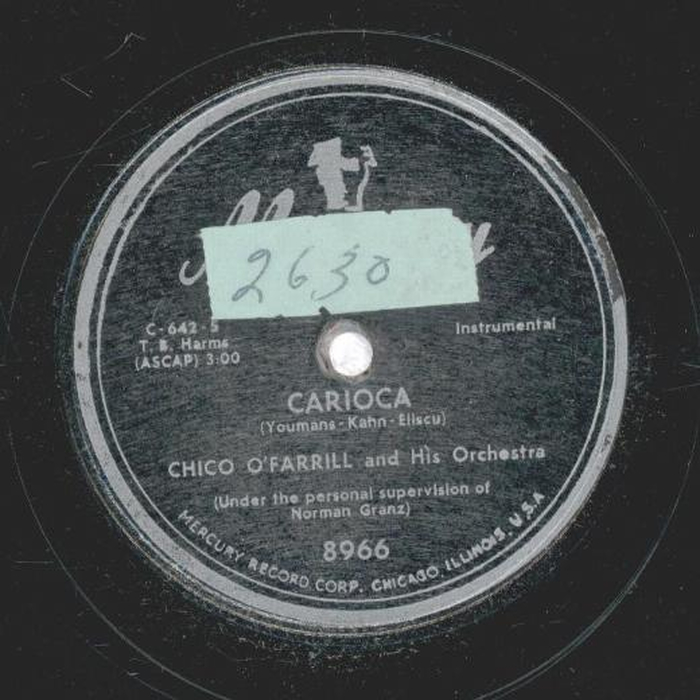 2630
C-642-5
Instrumental
T. B. Harms
(ASCAP) 3:00
CARIOCA
(Youmans - Kahn - Eliscu)
CHICO O'FARRILL and His Orchestra
(Under the personal supervision of
Norman Granz)
8966
MERCURY RECORD CORP. CHICAGO, ILLINOIS, U.S.A